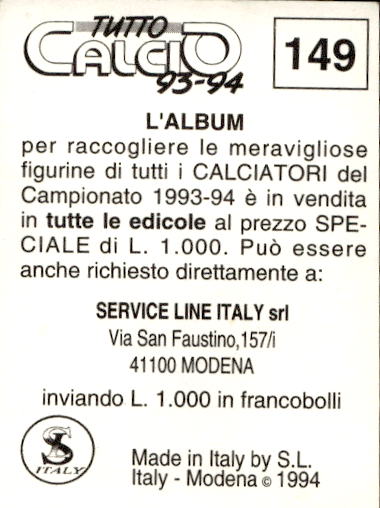 TUTTO
CALCIO
93-94
149
L'ALBUM
per raccogliere le meravigliose
figurine di tutti i CALCIATORI del
Campionato 1993-94 è in vendita
in tutte le edicole al prezzo SPE-
CIALE di L. 1.000. Può essere
anche richiesto direttamente a:
SERVICE LINE ITALY srl
Via San Faustino,157/i
41100 MODENA
inviando L. 1.000 in francobolli
SL
ITALY
Made in Italy by S.L.
Italy - Modena © 1994